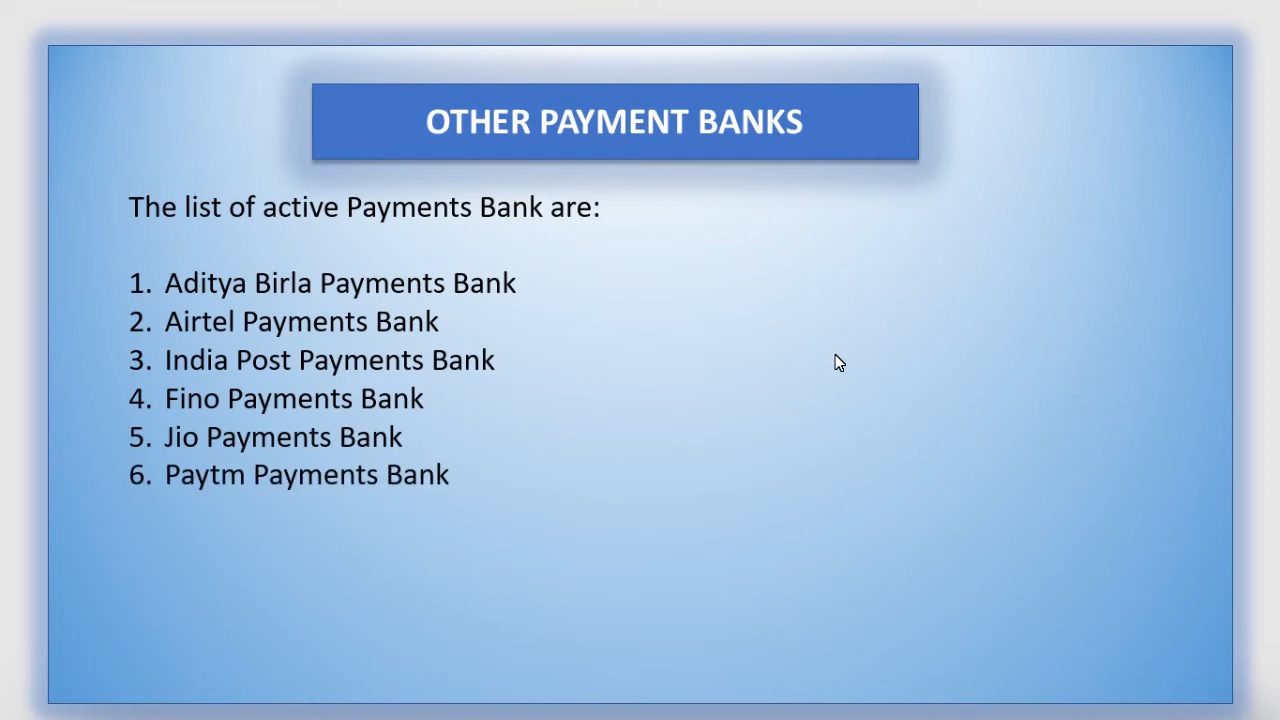 OTHER PAYMENT BANKS
The list of active Payments Bank are:
1. Aditya Birla Payments Bank
2. Airtel Payments Bank
3. India Post Payments Bank
4. Fino Payments Bank
5. Jio Payments Bank
6. Paytm Payments Bank